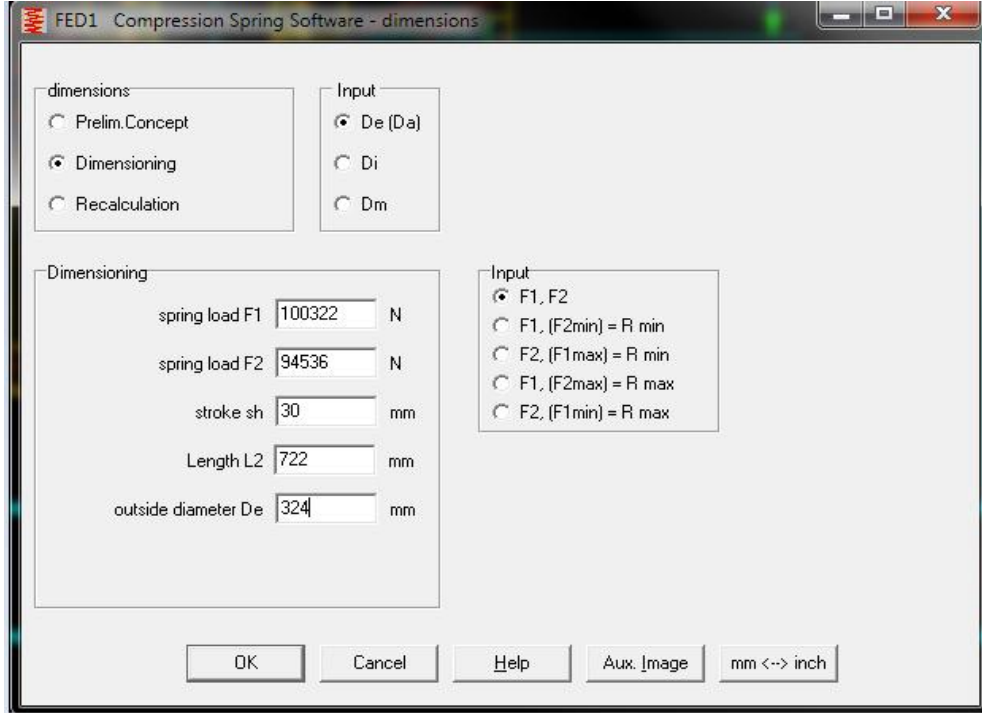 FED1 Compression Spring Software - dimensions
dimensions
Prelim.Concept
Dimensioning
Recalculation
Input
De (Da)
Di
Dm
Dimensioning
spring load F1 100322 N
spring load F2 94536 N
stroke sh 30 mm
Length L2 722 mm
outside diameter De 324 mm
Input
F1, F2
F1, (F2min) = R min
F2, (F1max) = R min
F1, (F2max) = R max
F2, (F1min) = R max
OK Cancel Help Aux. Image mm <--> inch